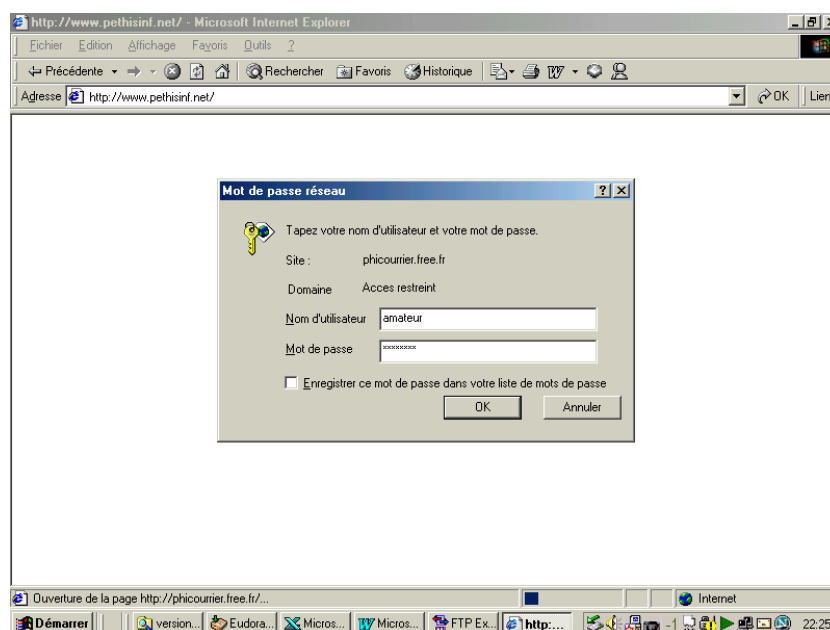 http://www.pethisinf.net/ - Microsoft Internet Explorer
Fichier Edition Affichage Favoris Outils ?
Précédente Rechercher Favoris Historique
Adresse http://www.pethisinf.net/ OK Lien
Mot de passe réseau
Tapez votre nom d'utilisateur et votre mot de passe.
Site : phicourrier.free.fr
Domaine Acces restreint
Nom d'utilisateur amateur
Mot de passe xxxxxxxx
Enregistrer ce mot de passe dans votre liste de mots de passe
OK Annuler
Ouverture de la page http://phicourrier.free.fr/... Internet
Démarrer version... Eudora... Micros... Micros... FTP Ex... http:... -1 22:25